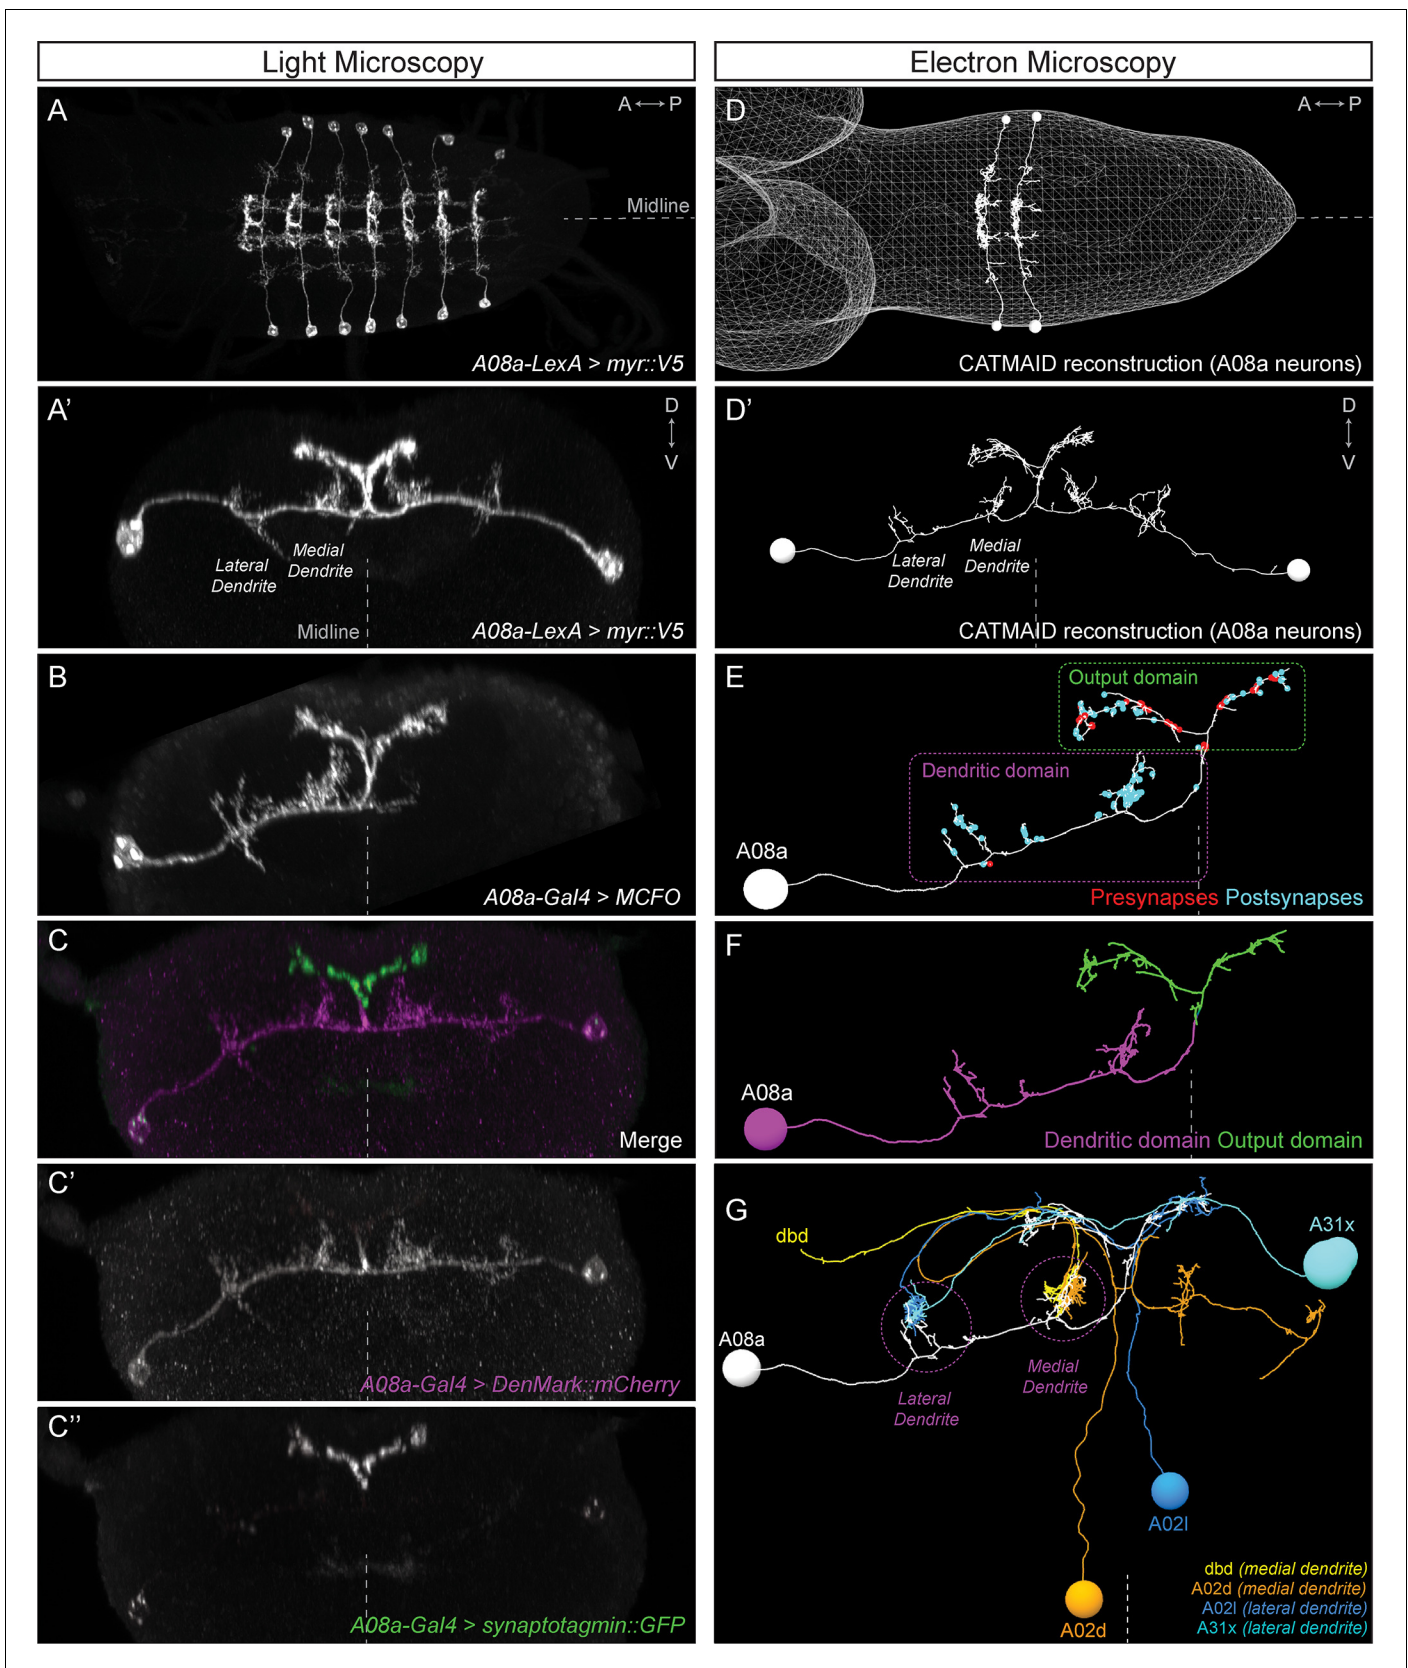 Light Microscopy
A
A ⟷ P
Midline
A08a-LexA > myr::V5
A’
D
V
Medial
Dendrite
Lateral
Dendrite
Midline
A08a-LexA > myr::V5
B
A08a-Gal4 > MCFO
C
Merge
C’
A08a-Gal4 > DenMark::mCherry
C’’
A08a-Gal4 > synaptotagmin::GFP
Electron Microscopy
D
A ⟷ P
CATMAID reconstruction (A08a neurons)
D’
D
V
Medial
Dendrite
Lateral
Dendrite
CATMAID reconstruction (A08a neurons)
E
Output domain
Dendritic domain
A08a
Presynapses Postsynapses
F
A08a
Dendritic domain Output domain
G
dbd
A31x
A08a
Medial
Dendrite
Lateral
Dendrite
A02l
A02d
dbd (medial dendrite)
A02d (medial dendrite)
A02l (lateral dendrite)
A31x (lateral dendrite)